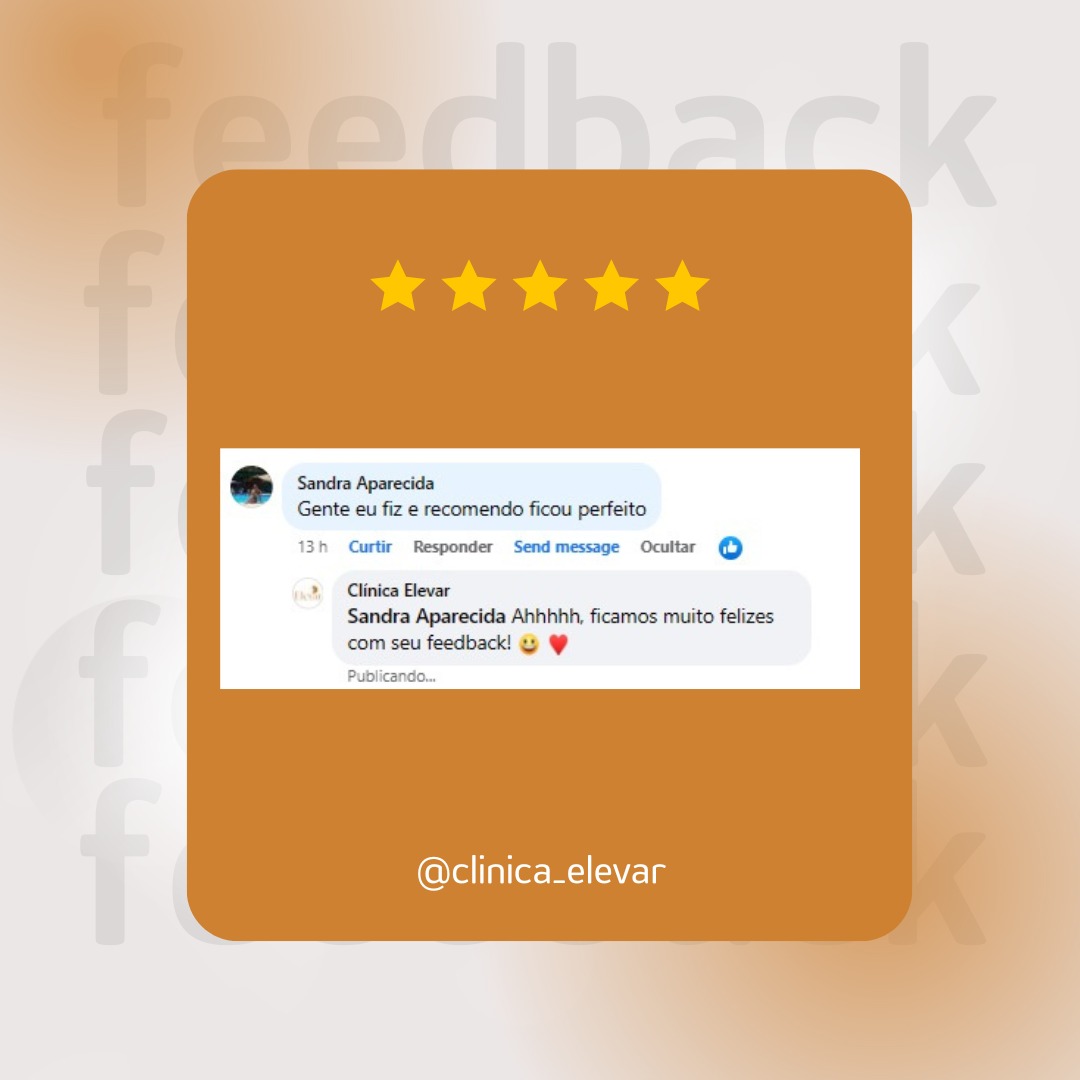 feedback
Sandra Aparecida
Gente eu fiz e recomendo ficou perfeito
13 h Curtir Responder Send message Ocultar
Elevar
Clínica Elevar
Sandra Aparecida Ahhhhh, ficamos muito felizes
com seu feedback! 😀 ❤️
Publicando...
@clinica_elevar